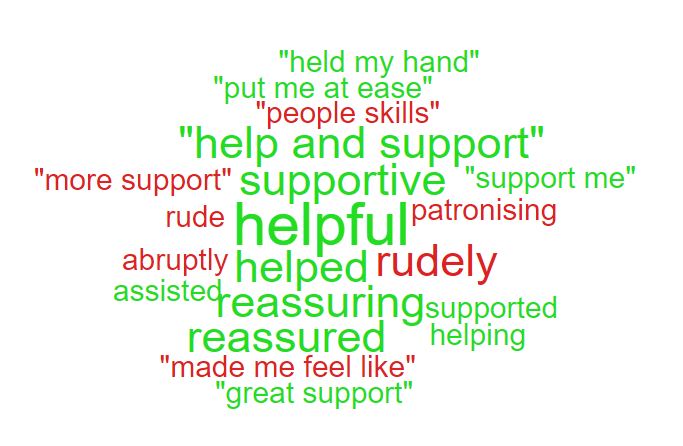 "held my hand"
"put me at ease"
"people skills"
"help and support"
"more support" supportive "support me"
rude helpful patronising
abruptly helped rudely
assisted reassuring supported
reassured helping
"made me feel like"
"great support"